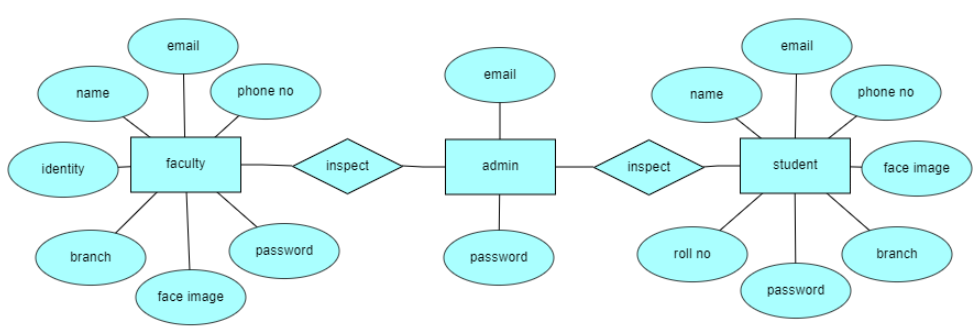 email
email
name
phone no
email
name
phone no
identity
faculty
inspect
admin
inspect
student
face image
branch
password
face image
password
roll no
branch
password